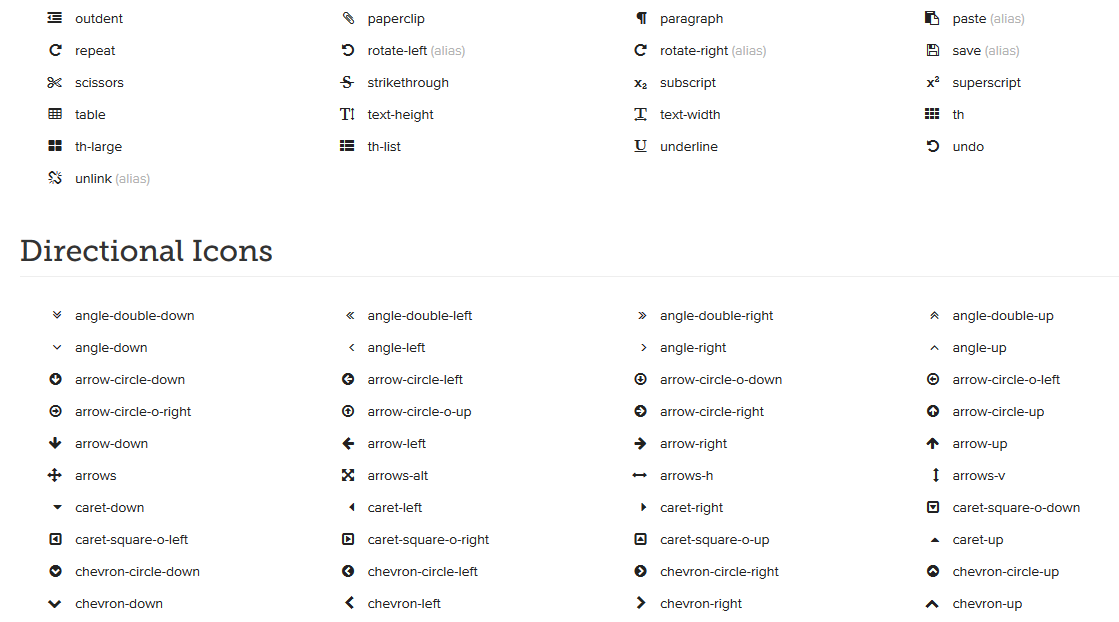 outdent paperclip paragraph paste (alias)
repeat rotate-left (alias) rotate-right (alias) save (alias)
scissors strikethrough subscript superscript
table text-height text-width th
th-large th-list underline undo
unlink (alias)
Directional Icons
angle-double-down angle-double-left angle-double-right angle-double-up
angle-down angle-left angle-right angle-up
arrow-circle-down arrow-circle-left arrow-circle-o-down arrow-circle-o-left
arrow-circle-o-right arrow-circle-o-up arrow-circle-right arrow-circle-up
arrow-down arrow-left arrow-right arrow-up
arrows arrows-alt arrows-h arrows-v
caret-down caret-left caret-right caret-square-o-down
caret-square-o-left caret-square-o-right caret-square-o-up caret-up
chevron-circle-down chevron-circle-left chevron-circle-right chevron-circle-up
chevron-down chevron-left chevron-right chevron-up